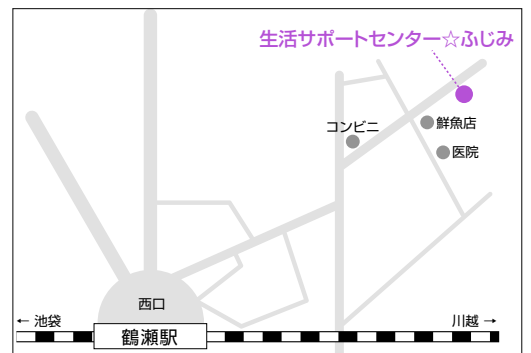 生活サポートセンター☆ふじみ
コンビニ
鮮魚店
医院
西口
← 池袋
川越 →
鶴瀬駅